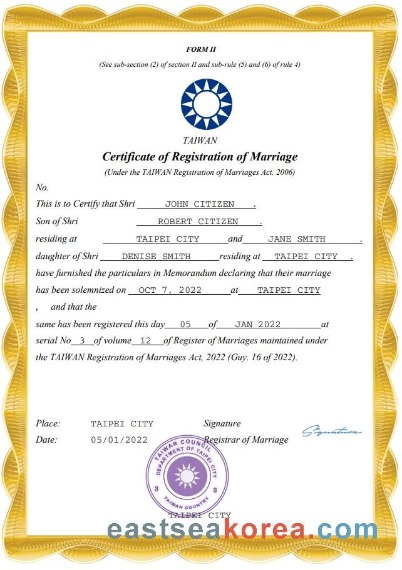 FORM II
(See sub-section (2) of section II and sub-rule (5) and (6) of rule 4)
TAIWAN
Certificate of Registration of Marriage
(Under the TAIWAN Registration of Marriages Act. 2006)
No.
This is to Certify that Shri JOHN CITIZEN .
Son of Shri ROBERT CITIZEN .
residing at TAIPEI CITY and JANE SMITH .
daughter of Shri DENISE SMITH residing at TAIPEI CITY .
have furnished the particulars in Memorandum declaring that their marriage
has been solemnized on OCT 7, 2022 at TAIPEI CITY
, and that the
same has been registered this day 05 of JAN 2022 at
serial No 3 of volume 12 of Register of Marriages maintained under
the TAIWAN Registration of Marriages Act, 2022 (Guy. 16 of 2022).
Place: TAIPEI CITY Signature
Signature
Date: 05/01/2022 Registrar of Marriage
TAIWAN COUNCIL
DEPARTMENT OF TAIPEI CITY
TAIWAN COUNTRY
TAIPEI CITY
eastseakorea.com